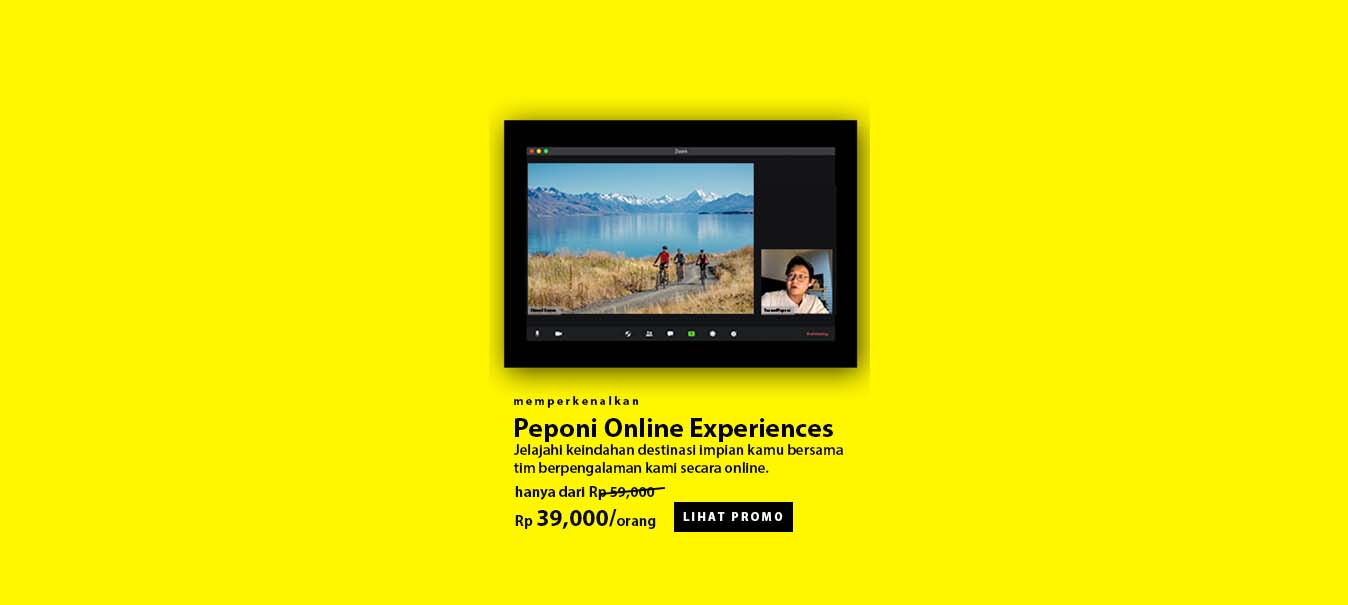 Zoom
memperkenalkan
Peponi Online Experiences
Jelajahi keindahan destinasi impian kamu bersama
tim berpengalaman kami secara online.
hanya dari Rp 59,000
Rp 39,000/orang
LIHAT PROMO